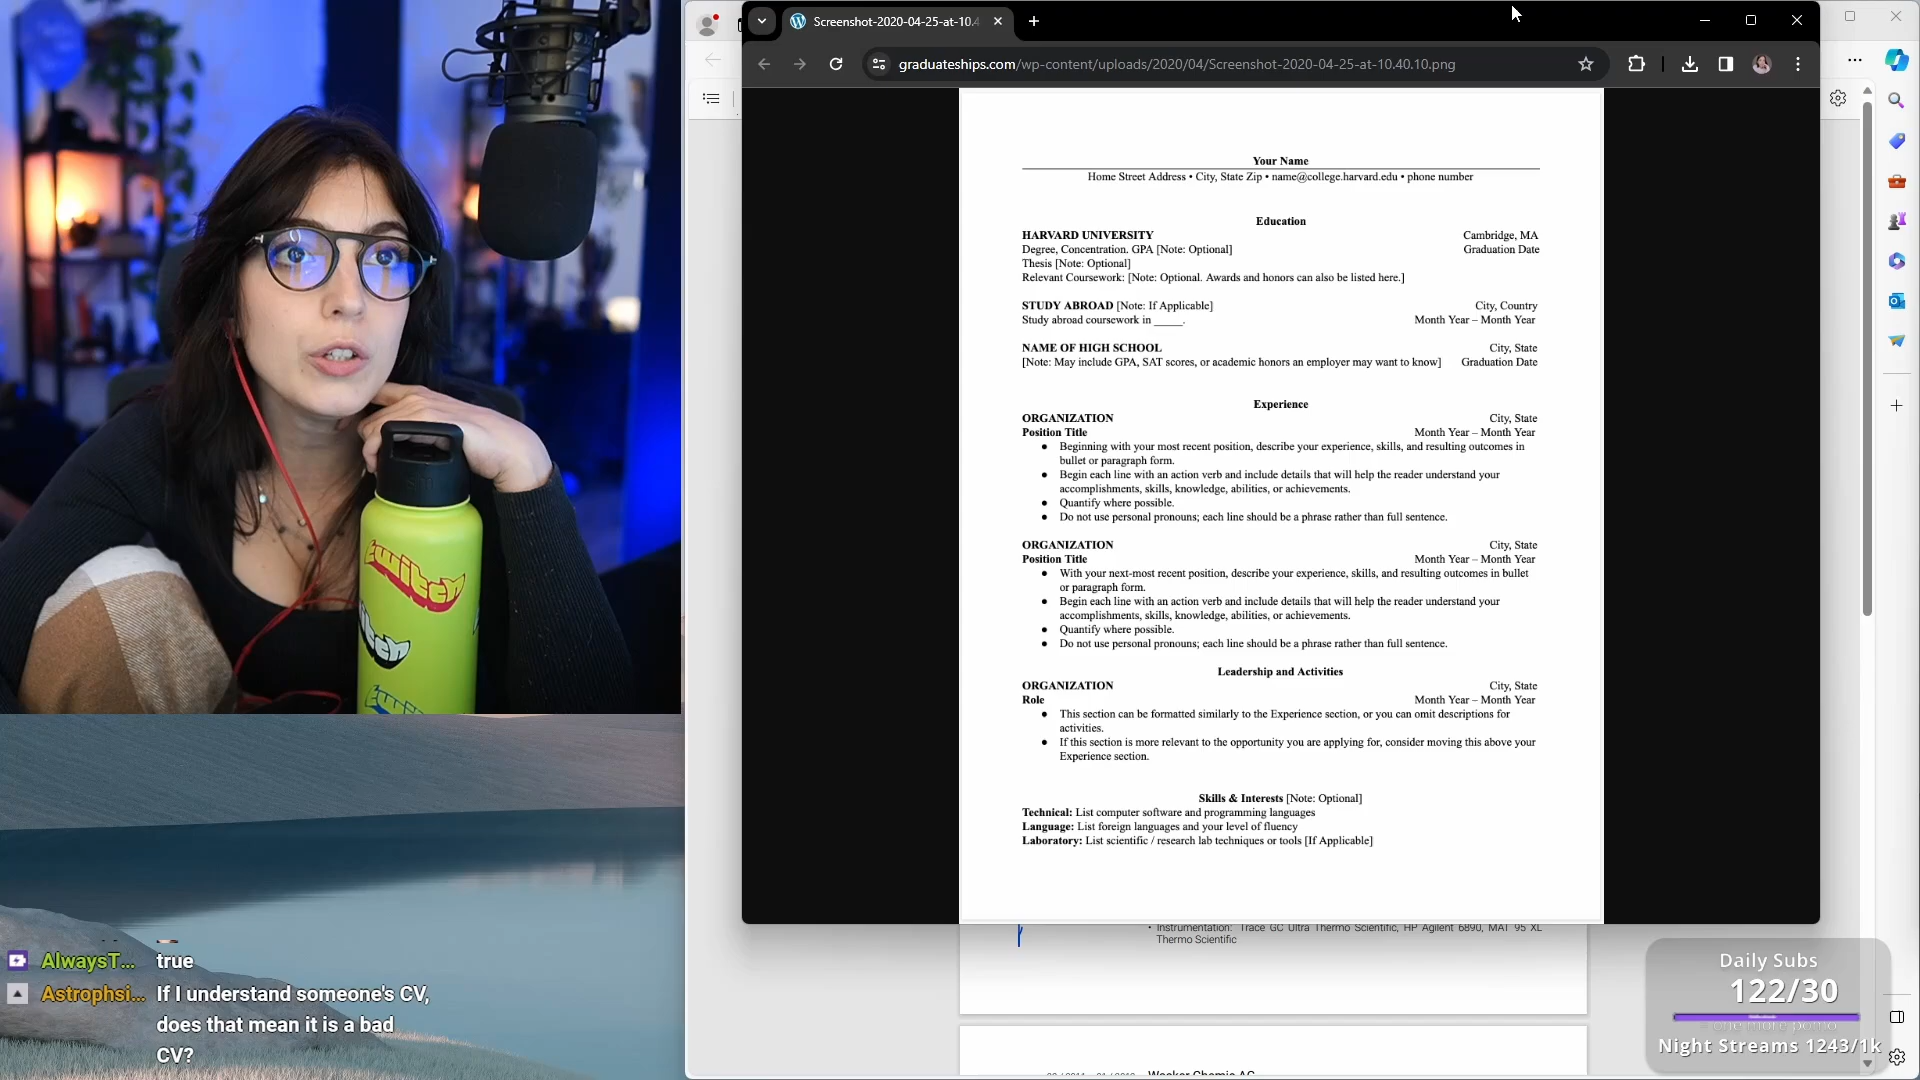 Screenshot-2020-04-25-at-10.4
graduateships.com/wp-content/uploads/2020/04/Screenshot-2020-04-25-at-10.40.10.png
Your Name
Home Street Address • City, State Zip • name@college.harvard.edu • phone number
Education
HARVARD UNIVERSITY Cambridge, MA
Degree, Concentration. GPA [Note: Optional] Graduation Date
Thesis [Note: Optional]
Relevant Coursework: [Note: Optional. Awards and honors can also be listed here.]
STUDY ABROAD [Note: If Applicable] City, Country
Study abroad coursework in _____. Month Year – Month Year
NAME OF HIGH SCHOOL City, State
[Note: May include GPA, SAT scores, or academic honors an employer may want to know] Graduation Date
Experience
ORGANIZATION City, State
Position Title Month Year – Month Year
● Beginning with your most recent position, describe your experience, skills, and resulting outcomes in
bullet or paragraph form.
● Begin each line with an action verb and include details that will help the reader understand your
accomplishments, skills, knowledge, abilities, or achievements.
● Quantify where possible.
● Do not use personal pronouns; each line should be a phrase rather than full sentence.
ORGANIZATION City, State
Position Title Month Year – Month Year
● With your next-most recent position, describe your experience, skills, and resulting outcomes in bullet
or paragraph form.
● Begin each line with an action verb and include details that will help the reader understand your
accomplishments, skills, knowledge, abilities, or achievements.
● Quantify where possible.
● Do not use personal pronouns; each line should be a phrase rather than full sentence.
Leadership and Activities
ORGANIZATION City, State
Role Month Year – Month Year
● This section can be formatted similarly to the Experience section, or you can omit descriptions for
activities.
● If this section is more relevant to the opportunity you are applying for, consider moving this above your
Experience section.
Skills & Interests [Note: Optional]
Technical: List computer software and programming languages
Language: List foreign languages and your level of fluency
Laboratory: List scientific / research lab techniques or tools [If Applicable]
• Instrumentation: Trace GC Ultra Thermo Scientific, HP Agilent 6890, MAT 95 XL
Thermo Scientific
twitch
AlwaysT... true
Astrophsi... If I understand someone's CV,
does that mean it is a bad
CV?
Daily Subs
122/30
Night Streams 1243/1k